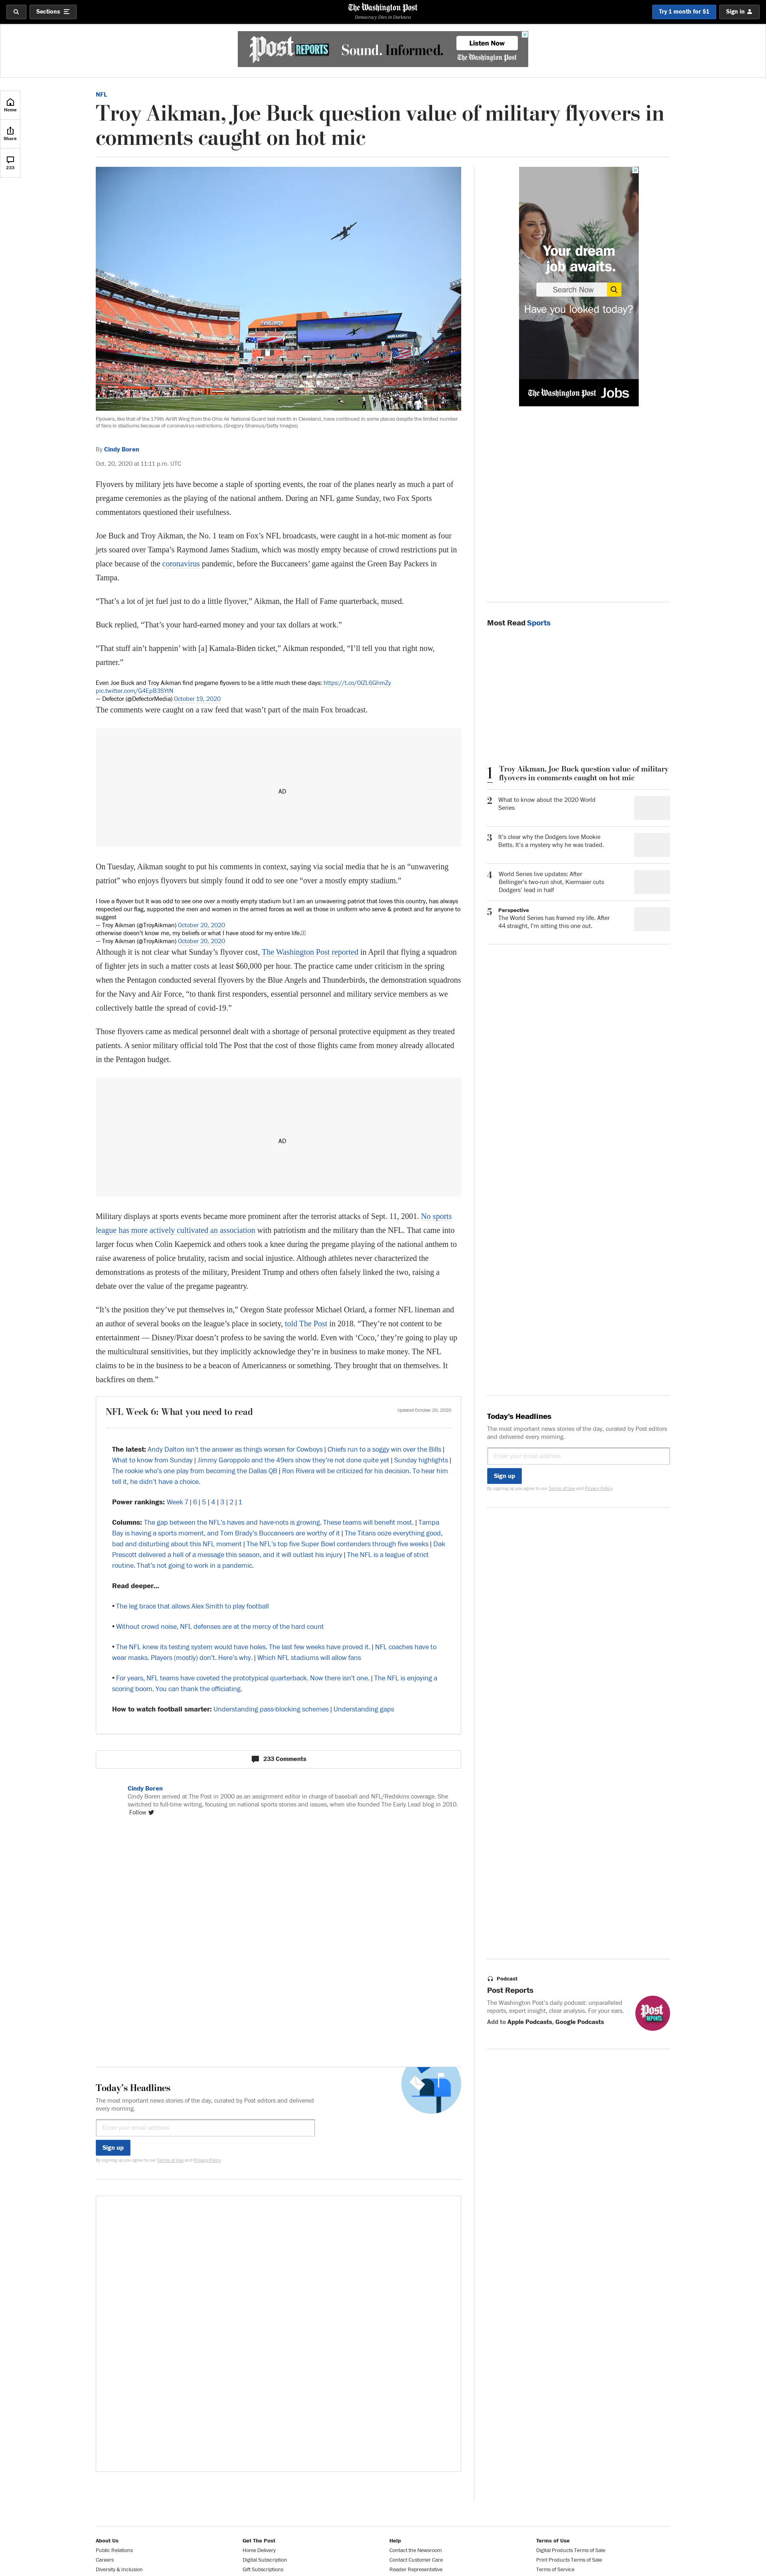 Sections
The Washington Post
Democracy Dies in Darkness
Try 1 month for $1
Sign in
Post REPORTS
Sound. Informed.
Listen Now
The Washington Post
Home
Share
233
NFL
Troy Aikman, Joe Buck question value of military flyovers in
comments caught on hot mic
Flyovers, like that of the 179th Airlift Wing from the Ohio Air National Guard last month in Cleveland, have continued in some places despite the limited number
of fans in stadiums because of coronavirus restrictions. (Gregory Shamus/Getty Images)
By Cindy Boren
Oct. 20, 2020 at 11:11 p.m. UTC
Flyovers by military jets have become a staple of sporting events, the roar of the planes nearly as much a part of
pregame ceremonies as the playing of the national anthem. During an NFL game Sunday, two Fox Sports
commentators questioned their usefulness.
Joe Buck and Troy Aikman, the No. 1 team on Fox’s NFL broadcasts, were caught in a hot-mic moment as four
jets soared over Tampa’s Raymond James Stadium, which was mostly empty because of crowd restrictions put in
place because of the coronavirus pandemic, before the Buccaneers’ game against the Green Bay Packers in
Tampa.
“That’s a lot of jet fuel just to do a little flyover,” Aikman, the Hall of Fame quarterback, mused.
Buck replied, “That’s your hard-earned money and your tax dollars at work.”
“That stuff ain’t happenin’ with [a] Kamala-Biden ticket,” Aikman responded, “I’ll tell you that right now,
partner.”
Even Joe Buck and Troy Aikman find pregame flyovers to be a little much these days:
pic.twitter.com/G4EpB3SYtN
— Defector (@DefectorMedia) October 19, 2020
The comments were caught on a raw feed that wasn’t part of the main Fox broadcast.
AD
On Tuesday, Aikman sought to put his comments in context, saying via social media that he is an “unwavering
patriot” who enjoys flyovers but simply found it odd to see one “over a mostly empty stadium.”
I love a flyover but It was odd to see one over a mostly empty stadium but I am an unwavering patriot that loves this country, has always
respected our flag, supported the men and women in the armed forces as well as those in uniform who serve & protect and for anyone to
suggest
— Troy Aikman (@TroyAikman) October 20, 2020
otherwise doesn’t know me, my beliefs or what I have stood for my entire life.
— Troy Aikman (@TroyAikman) October 20, 2020
Although it is not clear what Sunday’s flyover cost, The Washington Post reported in April that flying a squadron
of fighter jets in such a matter costs at least $60,000 per hour. The practice came under criticism in the spring
when the Pentagon conducted several flyovers by the Blue Angels and Thunderbirds, the demonstration squadrons
for the Navy and Air Force, “to thank first responders, essential personnel and military service members as we
collectively battle the spread of covid-19.”
Those flyovers came as medical personnel dealt with a shortage of personal protective equipment as they treated
patients. A senior military official told The Post that the cost of those flights came from money already allocated
in the Pentagon budget.
AD
Military displays at sports events became more prominent after the terrorist attacks of Sept. 11, 2001. No sports
league has more actively cultivated an association with patriotism and the military than the NFL. That came into
larger focus when Colin Kaepernick and others took a knee during the pregame playing of the national anthem to
raise awareness of police brutality, racism and social injustice. Although athletes never characterized the
demonstrations as protests of the military, President Trump and others often falsely linked the two, raising a
debate over the value of the pregame pageantry.
“It’s the position they’ve put themselves in,” Oregon State professor Michael Oriard, a former NFL lineman and
an author of several books on the league’s place in society, told The Post in 2018. “They’re not content to be
entertainment — Disney/Pixar doesn’t profess to be saving the world. Even with ‘Coco,’ they’re going to play up
the multicultural sensitivities, but they implicitly acknowledge they’re in business to make money. The NFL
claims to be in the business to be a beacon of Americanness or something. They brought that on themselves. It
backfires on them.”
NFL Week 6: What you need to read
Updated October 20, 2020
The latest: Andy Dalton isn’t the answer as things worsen for Cowboys | Chiefs run to a soggy win over the Bills |
What to know from Sunday | Jimmy Garoppolo and the 49ers show they’re not done quite yet | Sunday highlights |
The rookie who’s one play from becoming the Dallas QB | Ron Rivera will be criticized for his decision. To hear him
tell it, he didn’t have a choice.
Power rankings: Week 7 | 6 | 5 | 4 | 3 | 2 | 1
Columns: The gap between the NFL’s haves and have-nots is growing. These teams will benefit most. | Tampa
Bay is having a sports moment, and Tom Brady’s Buccaneers are worthy of it | The Titans ooze everything good,
bad and disturbing about this NFL moment | The NFL’s top five Super Bowl contenders through five weeks | Dak
Prescott delivered a hell of a message this season, and it will outlast his injury | The NFL is a league of strict
routine. That’s not going to work in a pandemic.
Read deeper...
• The leg brace that allows Alex Smith to play football
• Without crowd noise, NFL defenses are at the mercy of the hard count
• The NFL knew its testing system would have holes. The last few weeks have proved it. | NFL coaches have to
wear masks. Players (mostly) don’t. Here’s why. | Which NFL stadiums will allow fans
• For years, NFL teams have coveted the prototypical quarterback. Now there isn’t one. | The NFL is enjoying a
scoring boom. You can thank the officiating.
How to watch football smarter: Understanding pass-blocking schemes | Understanding gaps
233 Comments
Cindy Boren
Cindy Boren arrived at The Post in 2000 as an assignment editor in charge of baseball and NFL/Redskins coverage. She
switched to full-time writing, focusing on national sports stories and issues, when she founded The Early Lead blog in 2010.
Follow
Today’s Headlines
The most important news stories of the day, curated by Post editors and delivered
every morning.
Enter your email address
Sign up
By signing up you agree to our Terms of Use and Privacy Policy
Your dream
job awaits.
Search Now
Have you looked today?
The Washington Post Jobs
Most Read Sports
1 Troy Aikman, Joe Buck question value of military
flyovers in comments caught on hot mic
2 What to know about the 2020 World
Series
3 It’s clear why the Dodgers love Mookie
Betts. It’s a mystery why he was traded.
4 World Series live updates: After
Bellinger’s two-run shot, Kiermaier cuts
Dodgers’ lead in half
5 Perspective
The World Series has framed my life. After
44 straight, I’m sitting this one out.
Today’s Headlines
The most important news stories of the day, curated by Post editors
and delivered every morning.
Enter your email address
Sign up
By signing up you agree to our Terms of Use and Privacy Policy
Podcast
Post Reports
The Washington Post’s daily podcast: unparalleled
reports, expert insight, clear analysis. For your ears.
Add to Apple Podcasts, Google Podcasts
Post REPORTS
About Us
Public Relations
Careers
Diversity & Inclusion
Get The Post
Home Delivery
Digital Subscription
Gift Subscriptions
Help
Contact the Newsroom
Contact Customer Care
Reader Representative
Terms of Use
Digital Products Terms of Sale
Print Products Terms of Sale
Terms of Service